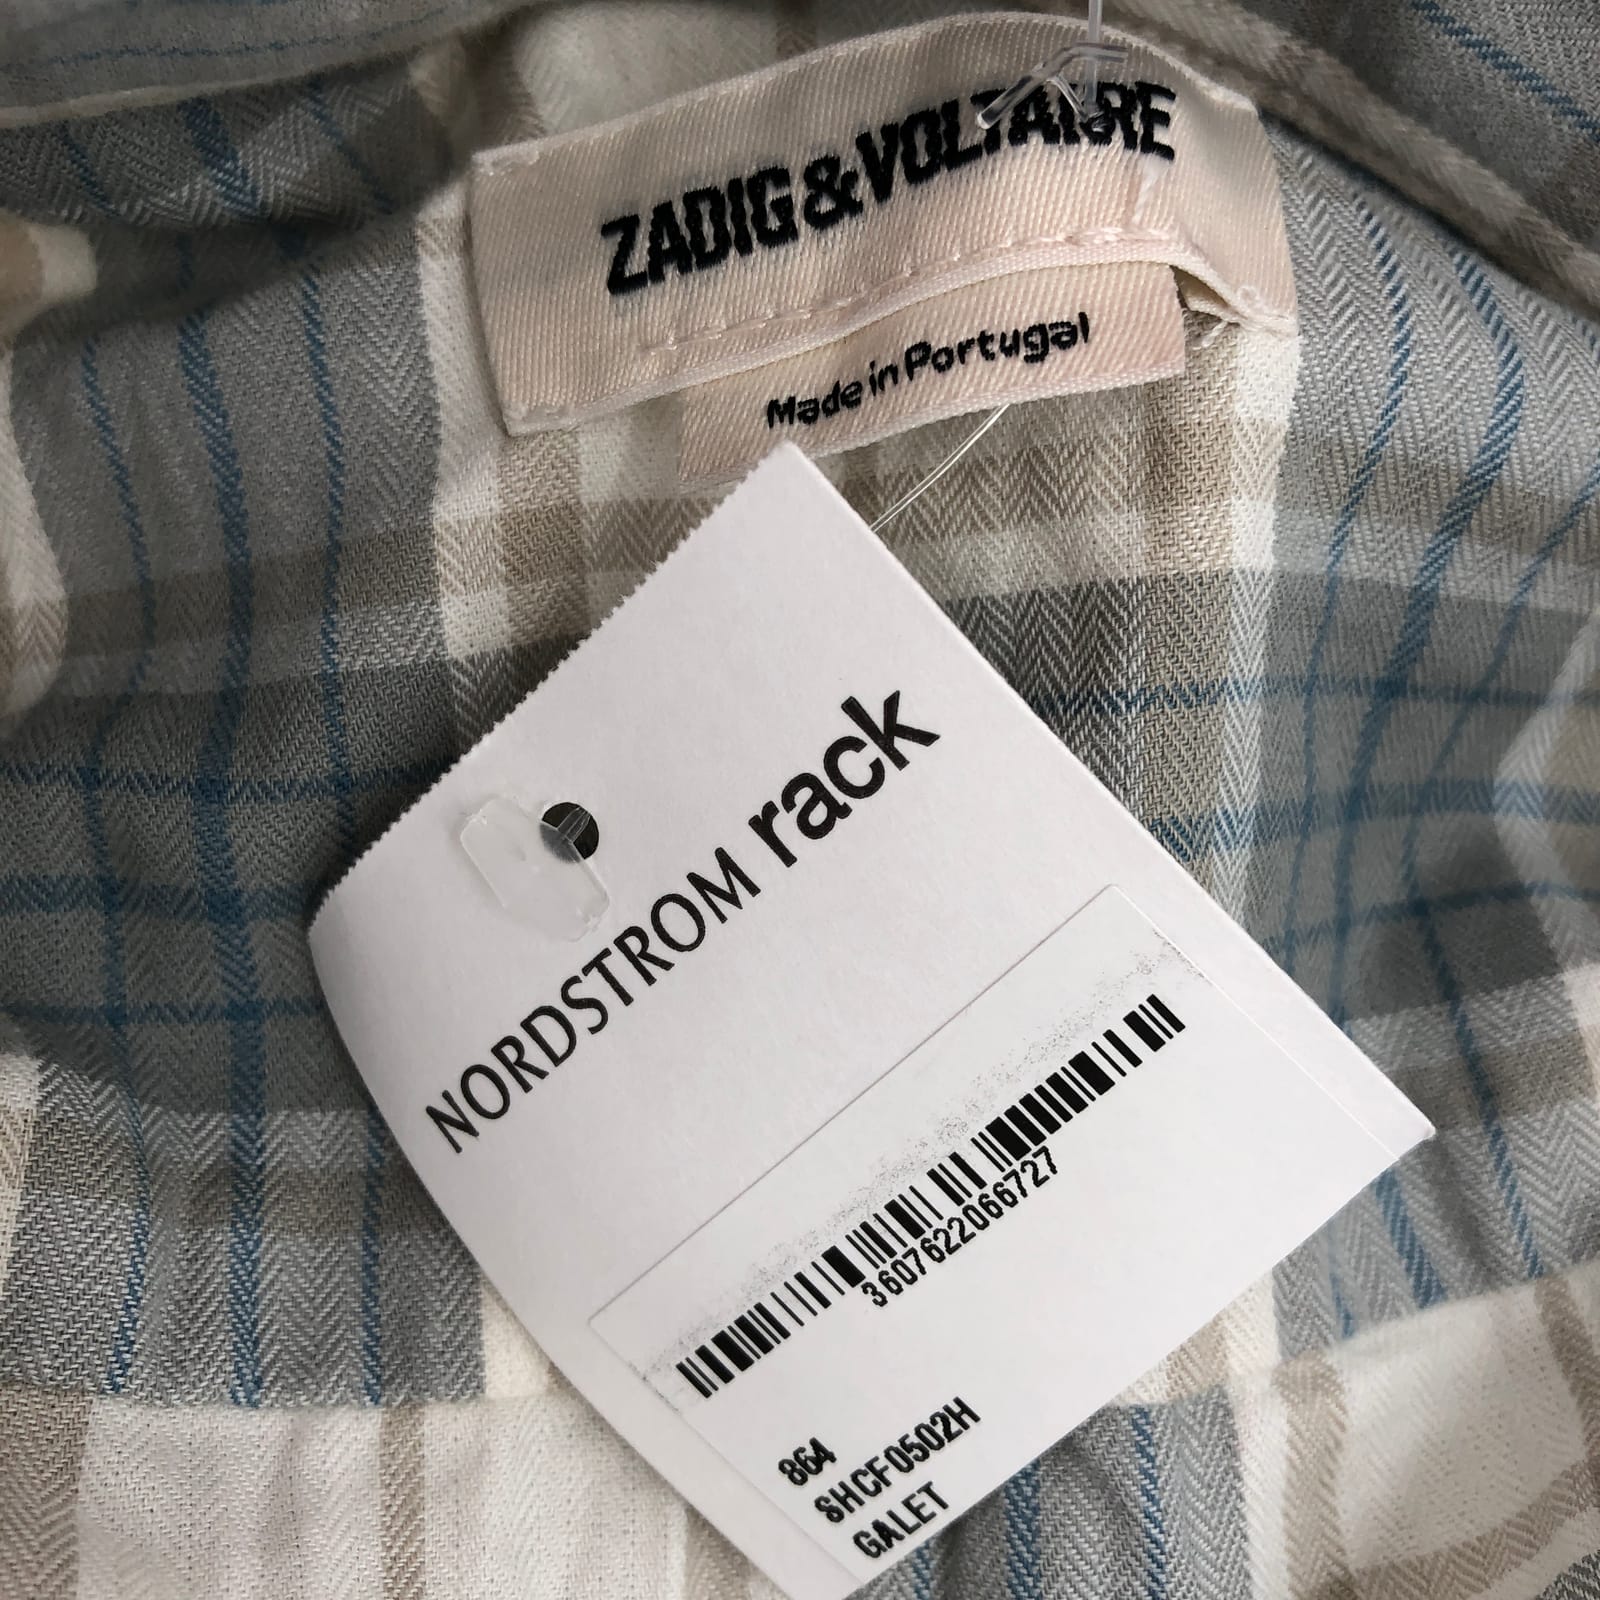 ZADIG&VOLTAIRE
Made in Portugal
NORDSTROM rack
3607622066727
864
SHCF0502H
GALET